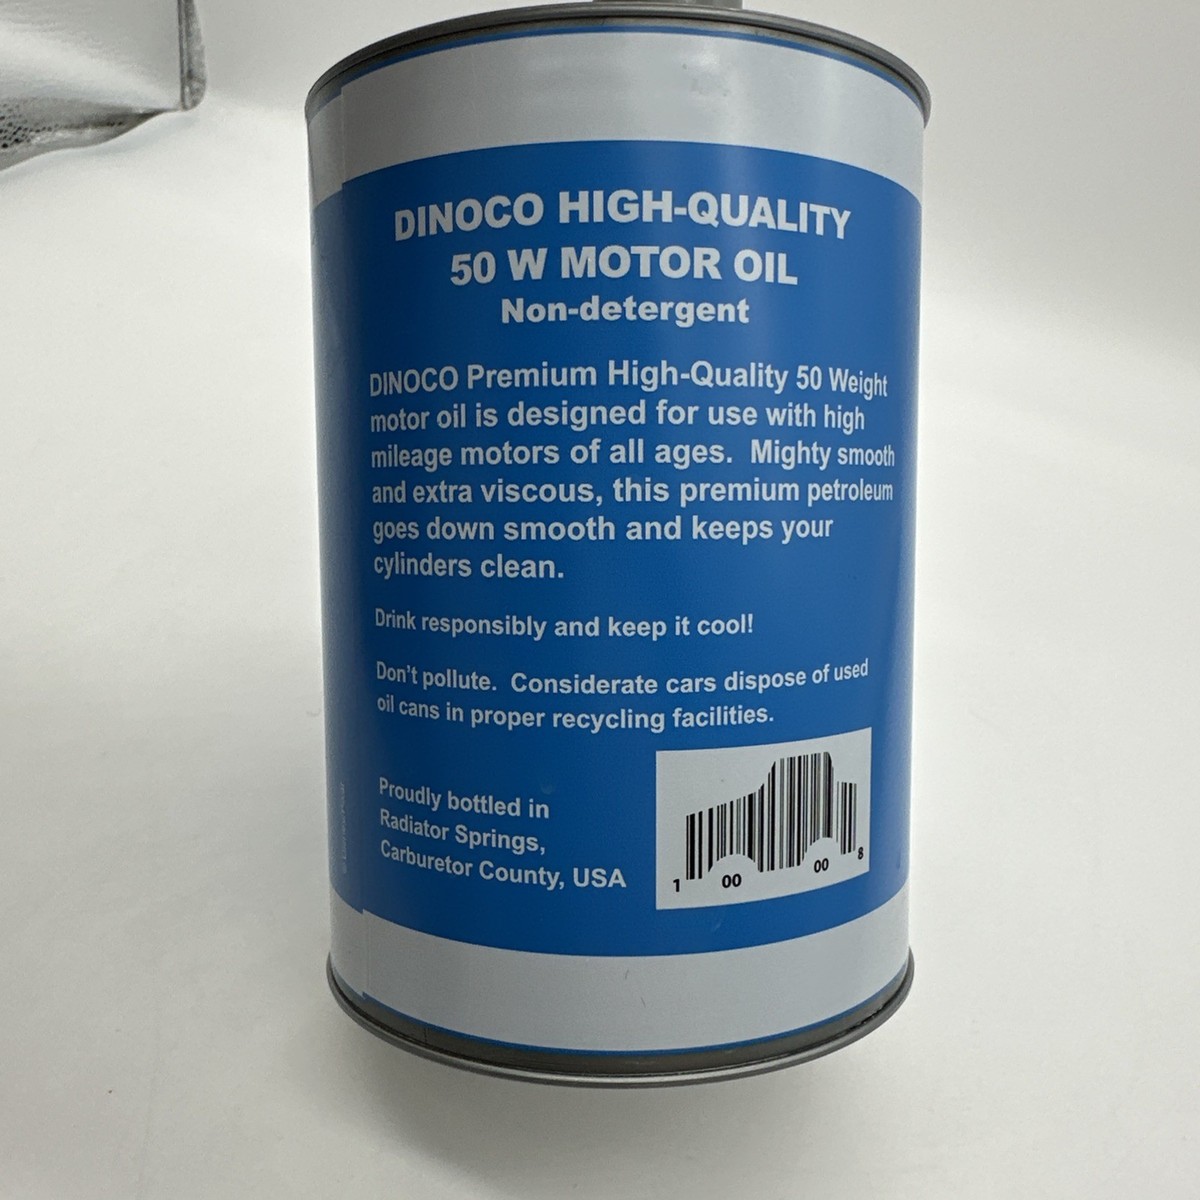 DINOCO HIGH-QUALITY
50 W MOTOR OIL
Non-detergent
DINOCO Premium High-Quality 50 Weight
motor oil is designed for use with high
mileage motors of all ages. Mighty smooth
and extra viscous, this premium petroleum
goes down smooth and keeps your
cylinders clean.
Drink responsibly and keep it cool!
Don't pollute. Considerate cars dispose of used
oil cans in proper recycling facilities.
Proudly bottled in
Radiator Springs,
Carburetor County, USA
1 00 00 8